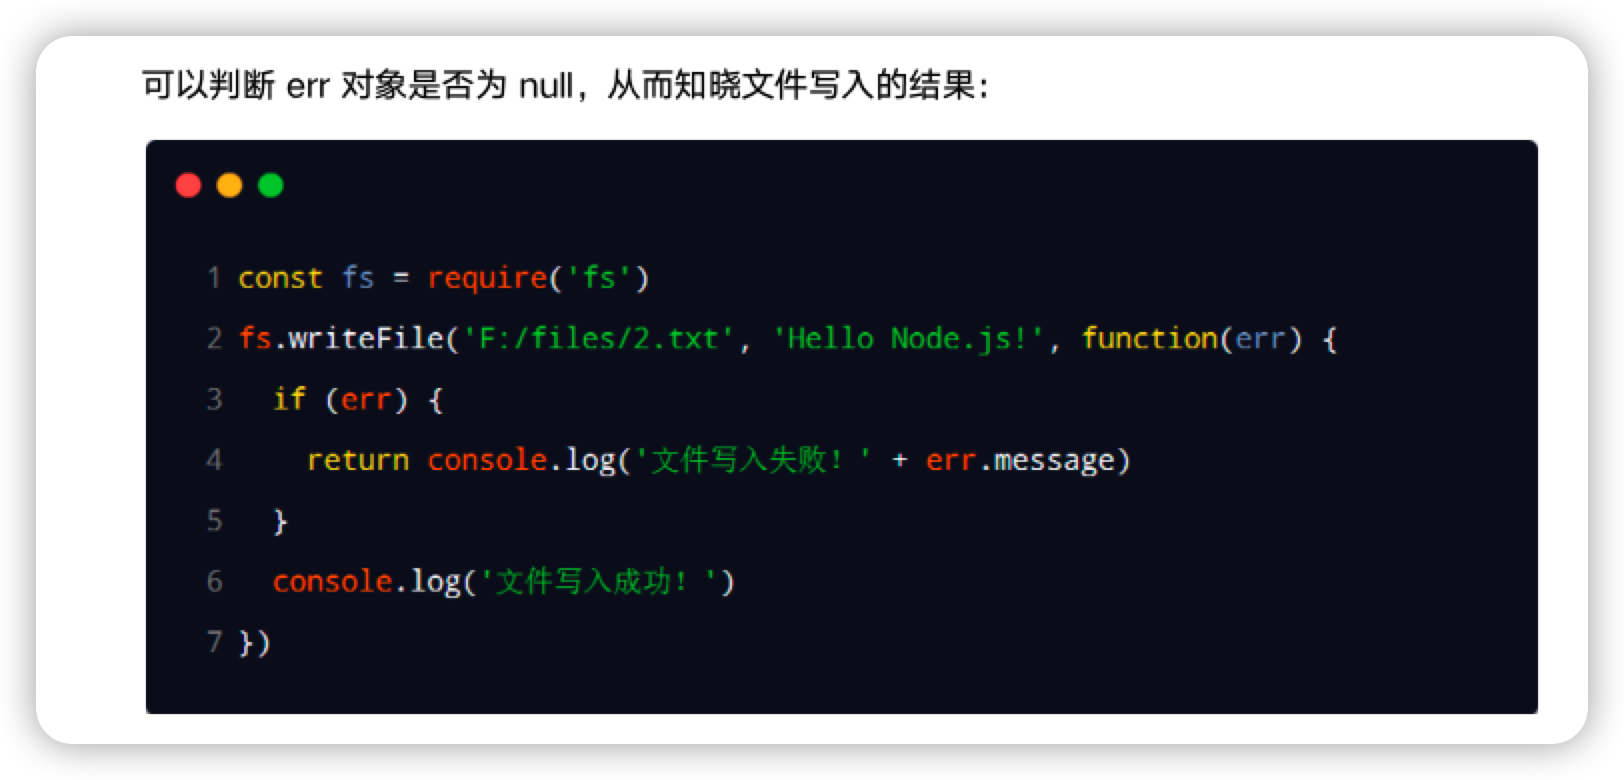 可以判断 err 对象是否为 null，从而知晓文件写入的结果：
1 const fs = require('fs')
2 fs.writeFile('F:/files/2.txt', 'Hello Node.js!', function(err) {
3   if (err) {
4     return console.log('文件写入失败！' + err.message)
5   }
6   console.log('文件写入成功！')
7 })